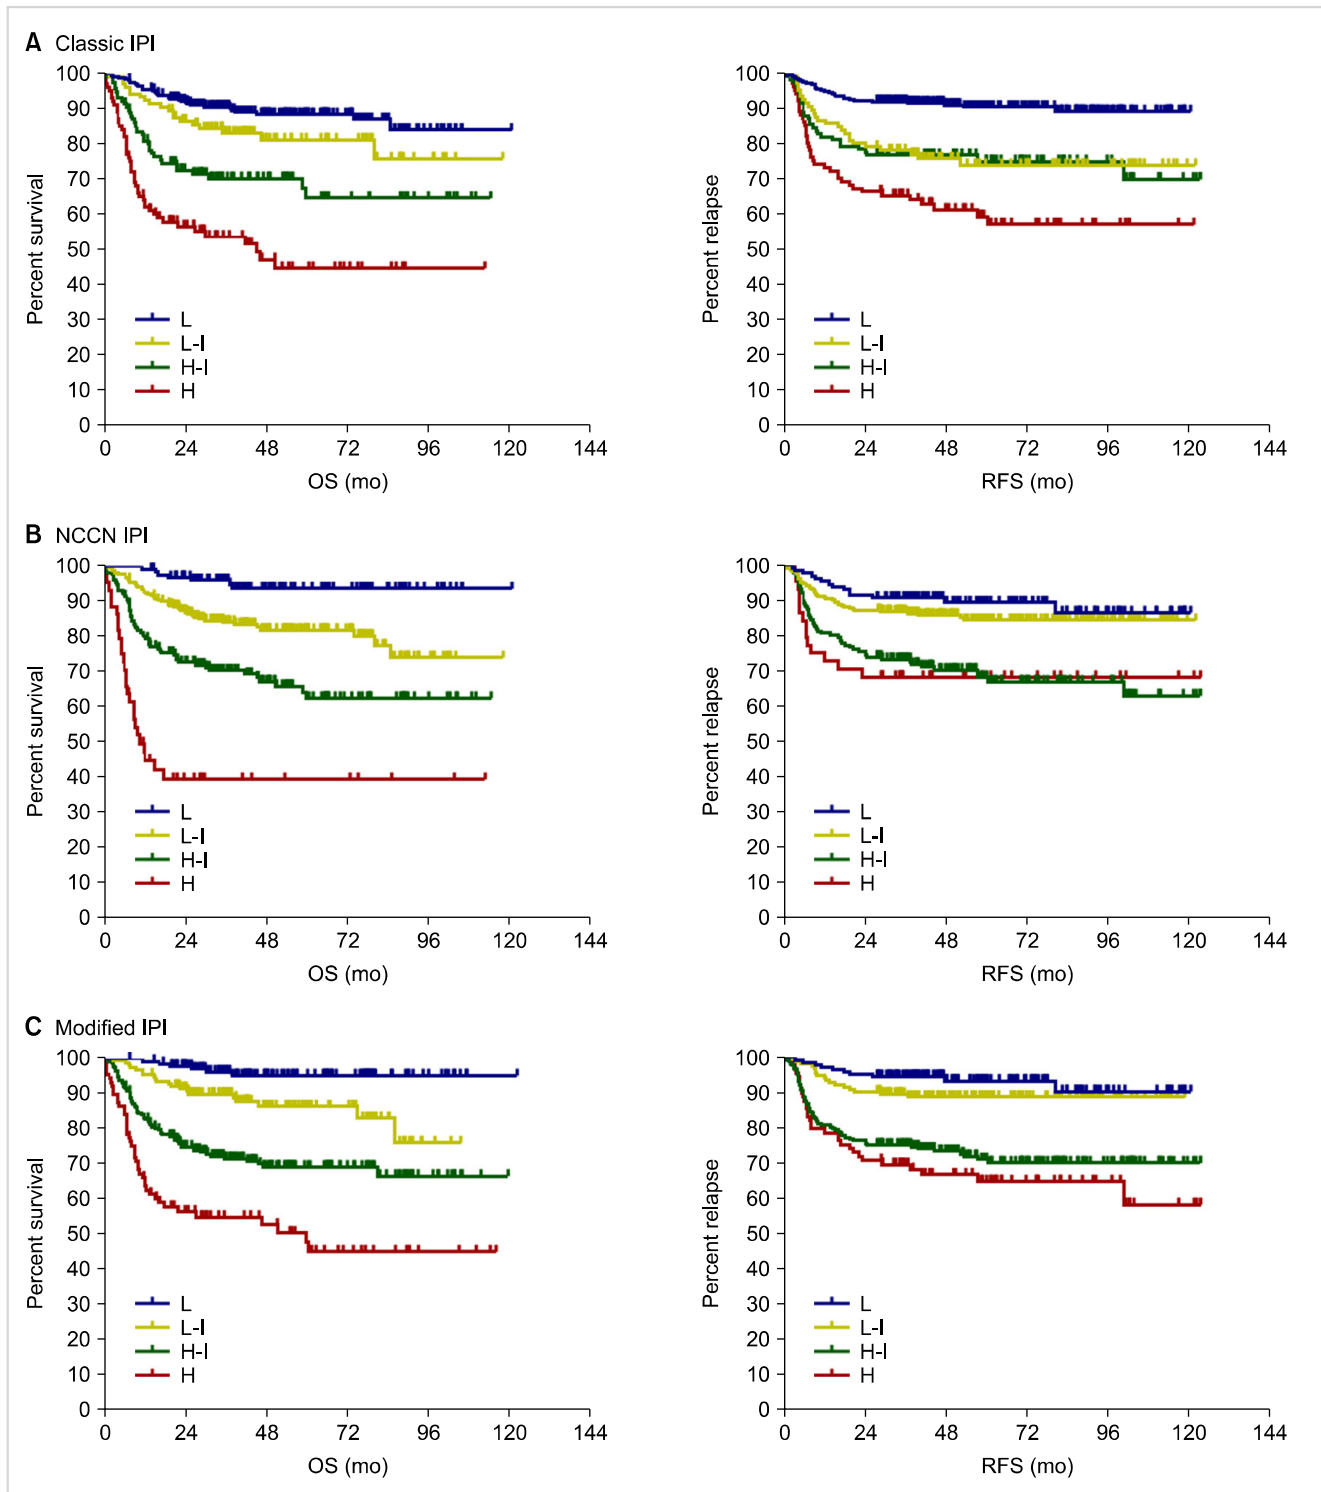 A Classic IPI
Percent survival
100
90
80
70
60
50
40
30
20
10
0
L
L-I
H-I
H
0 24 48 72 96 120 144
OS (mo)
Percent relapse
100
90
80
70
60
50
40
30
20
10
0
L
L-I
H-I
H
0 24 48 72 96 120 144
RFS (mo)
B NCCN IPI
Percent survival
100
90
80
70
60
50
40
30
20
10
0
L
L-I
H-I
H
0 24 48 72 96 120 144
OS (mo)
Percent relapse
100
90
80
70
60
50
40
30
20
10
0
L
L-I
H-I
H
0 24 48 72 96 120 144
RFS (mo)
C Modified IPI
Percent survival
100
90
80
70
60
50
40
30
20
10
0
L
L-I
H-I
H
0 24 48 72 96 120 144
OS (mo)
Percent relapse
100
90
80
70
60
50
40
30
20
10
0
L
L-I
H-I
H
0 24 48 72 96 120 144
RFS (mo)